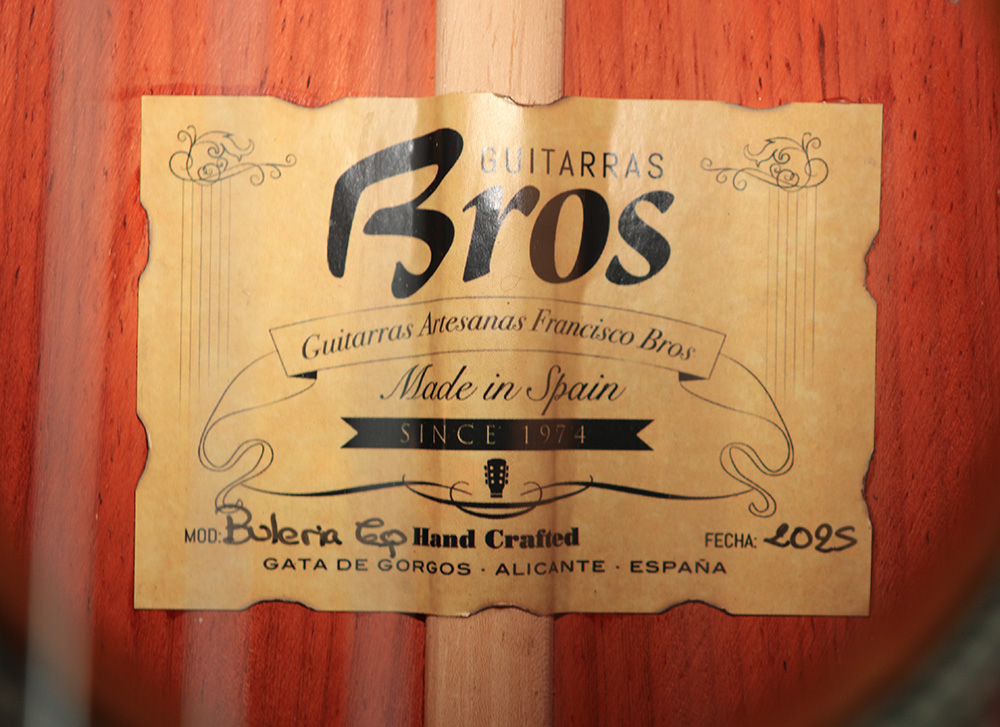 GUITARRAS
Bros
Guitarras Artesanas Francisco Bros
Made in Spain
SINCE 1974
MOD: Buleria Eq Hand Crafted FECHA: 2025
GATA DE GORGOS · ALICANTE · ESPAÑA